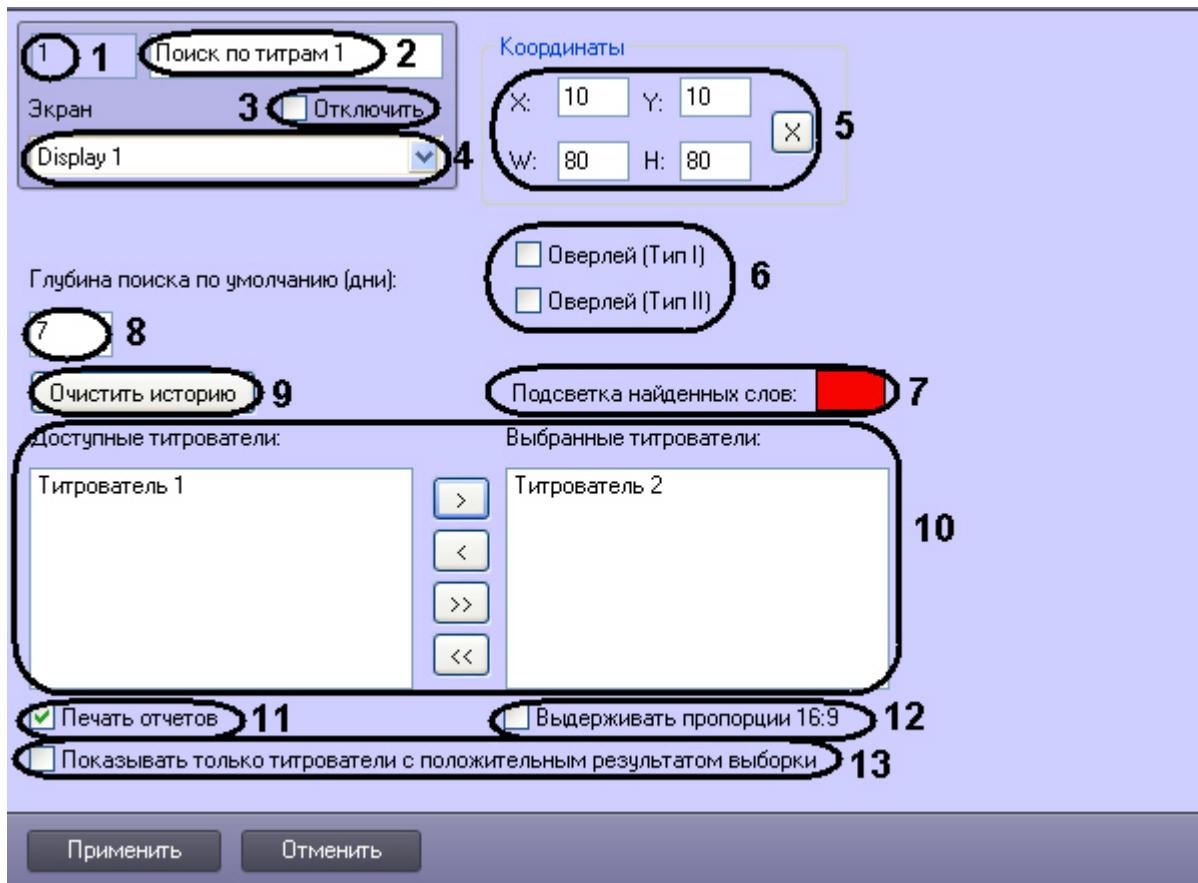 1 1 Поиск по титрам 1 2
Экран 3 Отключить
Display 1 4
Координаты
X: 10 Y: 10
X 5
W: 80 H: 80
Оверлей (Тип I)
6
Оверлей (Тип II)
Глубина поиска по умолчанию (дни):
7 8
Очистить историю 9
Подсветка найденных слов: 7
Доступные титрователи: Выбранные титрователи:
Титрователь 1 > Титрователь 2
10
<
>>
<<
Печать отчетов 11 Выдерживать пропорции 16:9 12
Показывать только титрователи с положительным результатом выборки 13
Применить Отменить